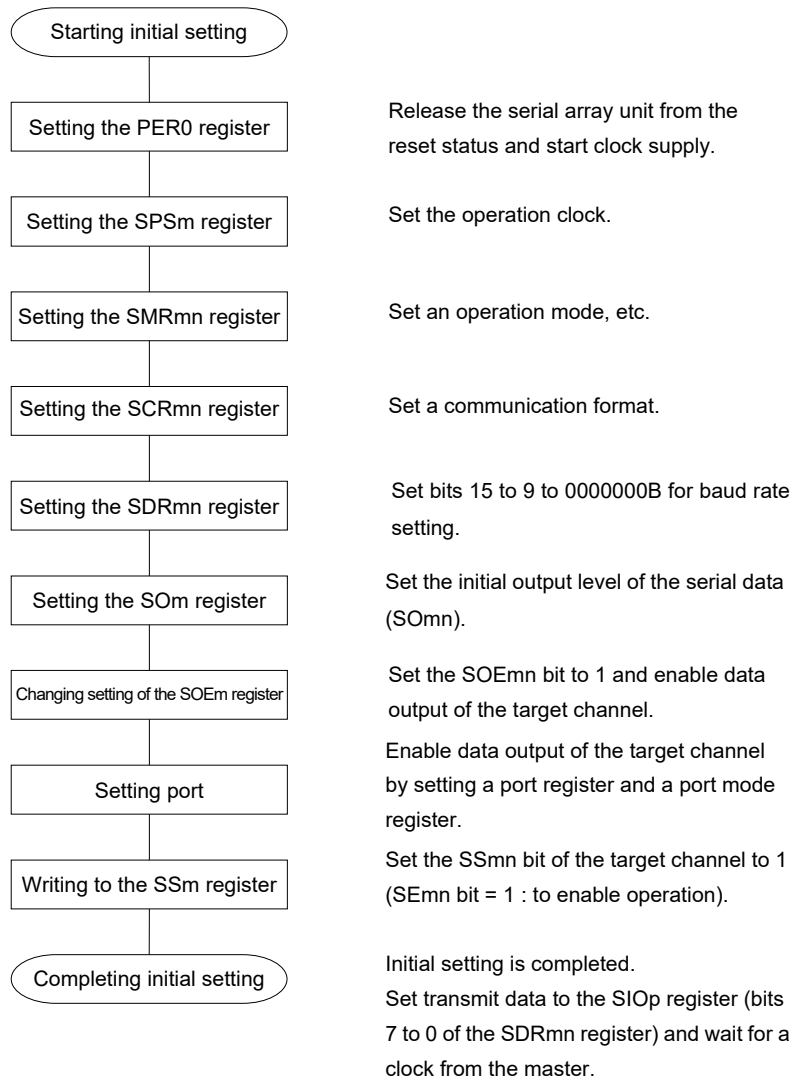 Starting initial setting
Setting the PER0 register
Release the serial array unit from the
reset status and start clock supply.
Setting the SPSm register
Set the operation clock.
Setting the SMRmn register
Set an operation mode, etc.
Setting the SCRmn register
Set a communication format.
Setting the SDRmn register
Set bits 15 to 9 to 0000000B for baud rate
setting.
Setting the SOm register
Set the initial output level of the serial data
(SOmn).
Changing setting of the SOEm register
Set the SOEmn bit to 1 and enable data
output of the target channel.
Setting port
Enable data output of the target channel
by setting a port register and a port mode
register.
Writing to the SSm register
Set the SSmn bit of the target channel to 1
(SEmn bit = 1 : to enable operation).
Completing initial setting
Initial setting is completed.
Set transmit data to the SIOp register (bits
7 to 0 of the SDRmn register) and wait for a
clock from the master.